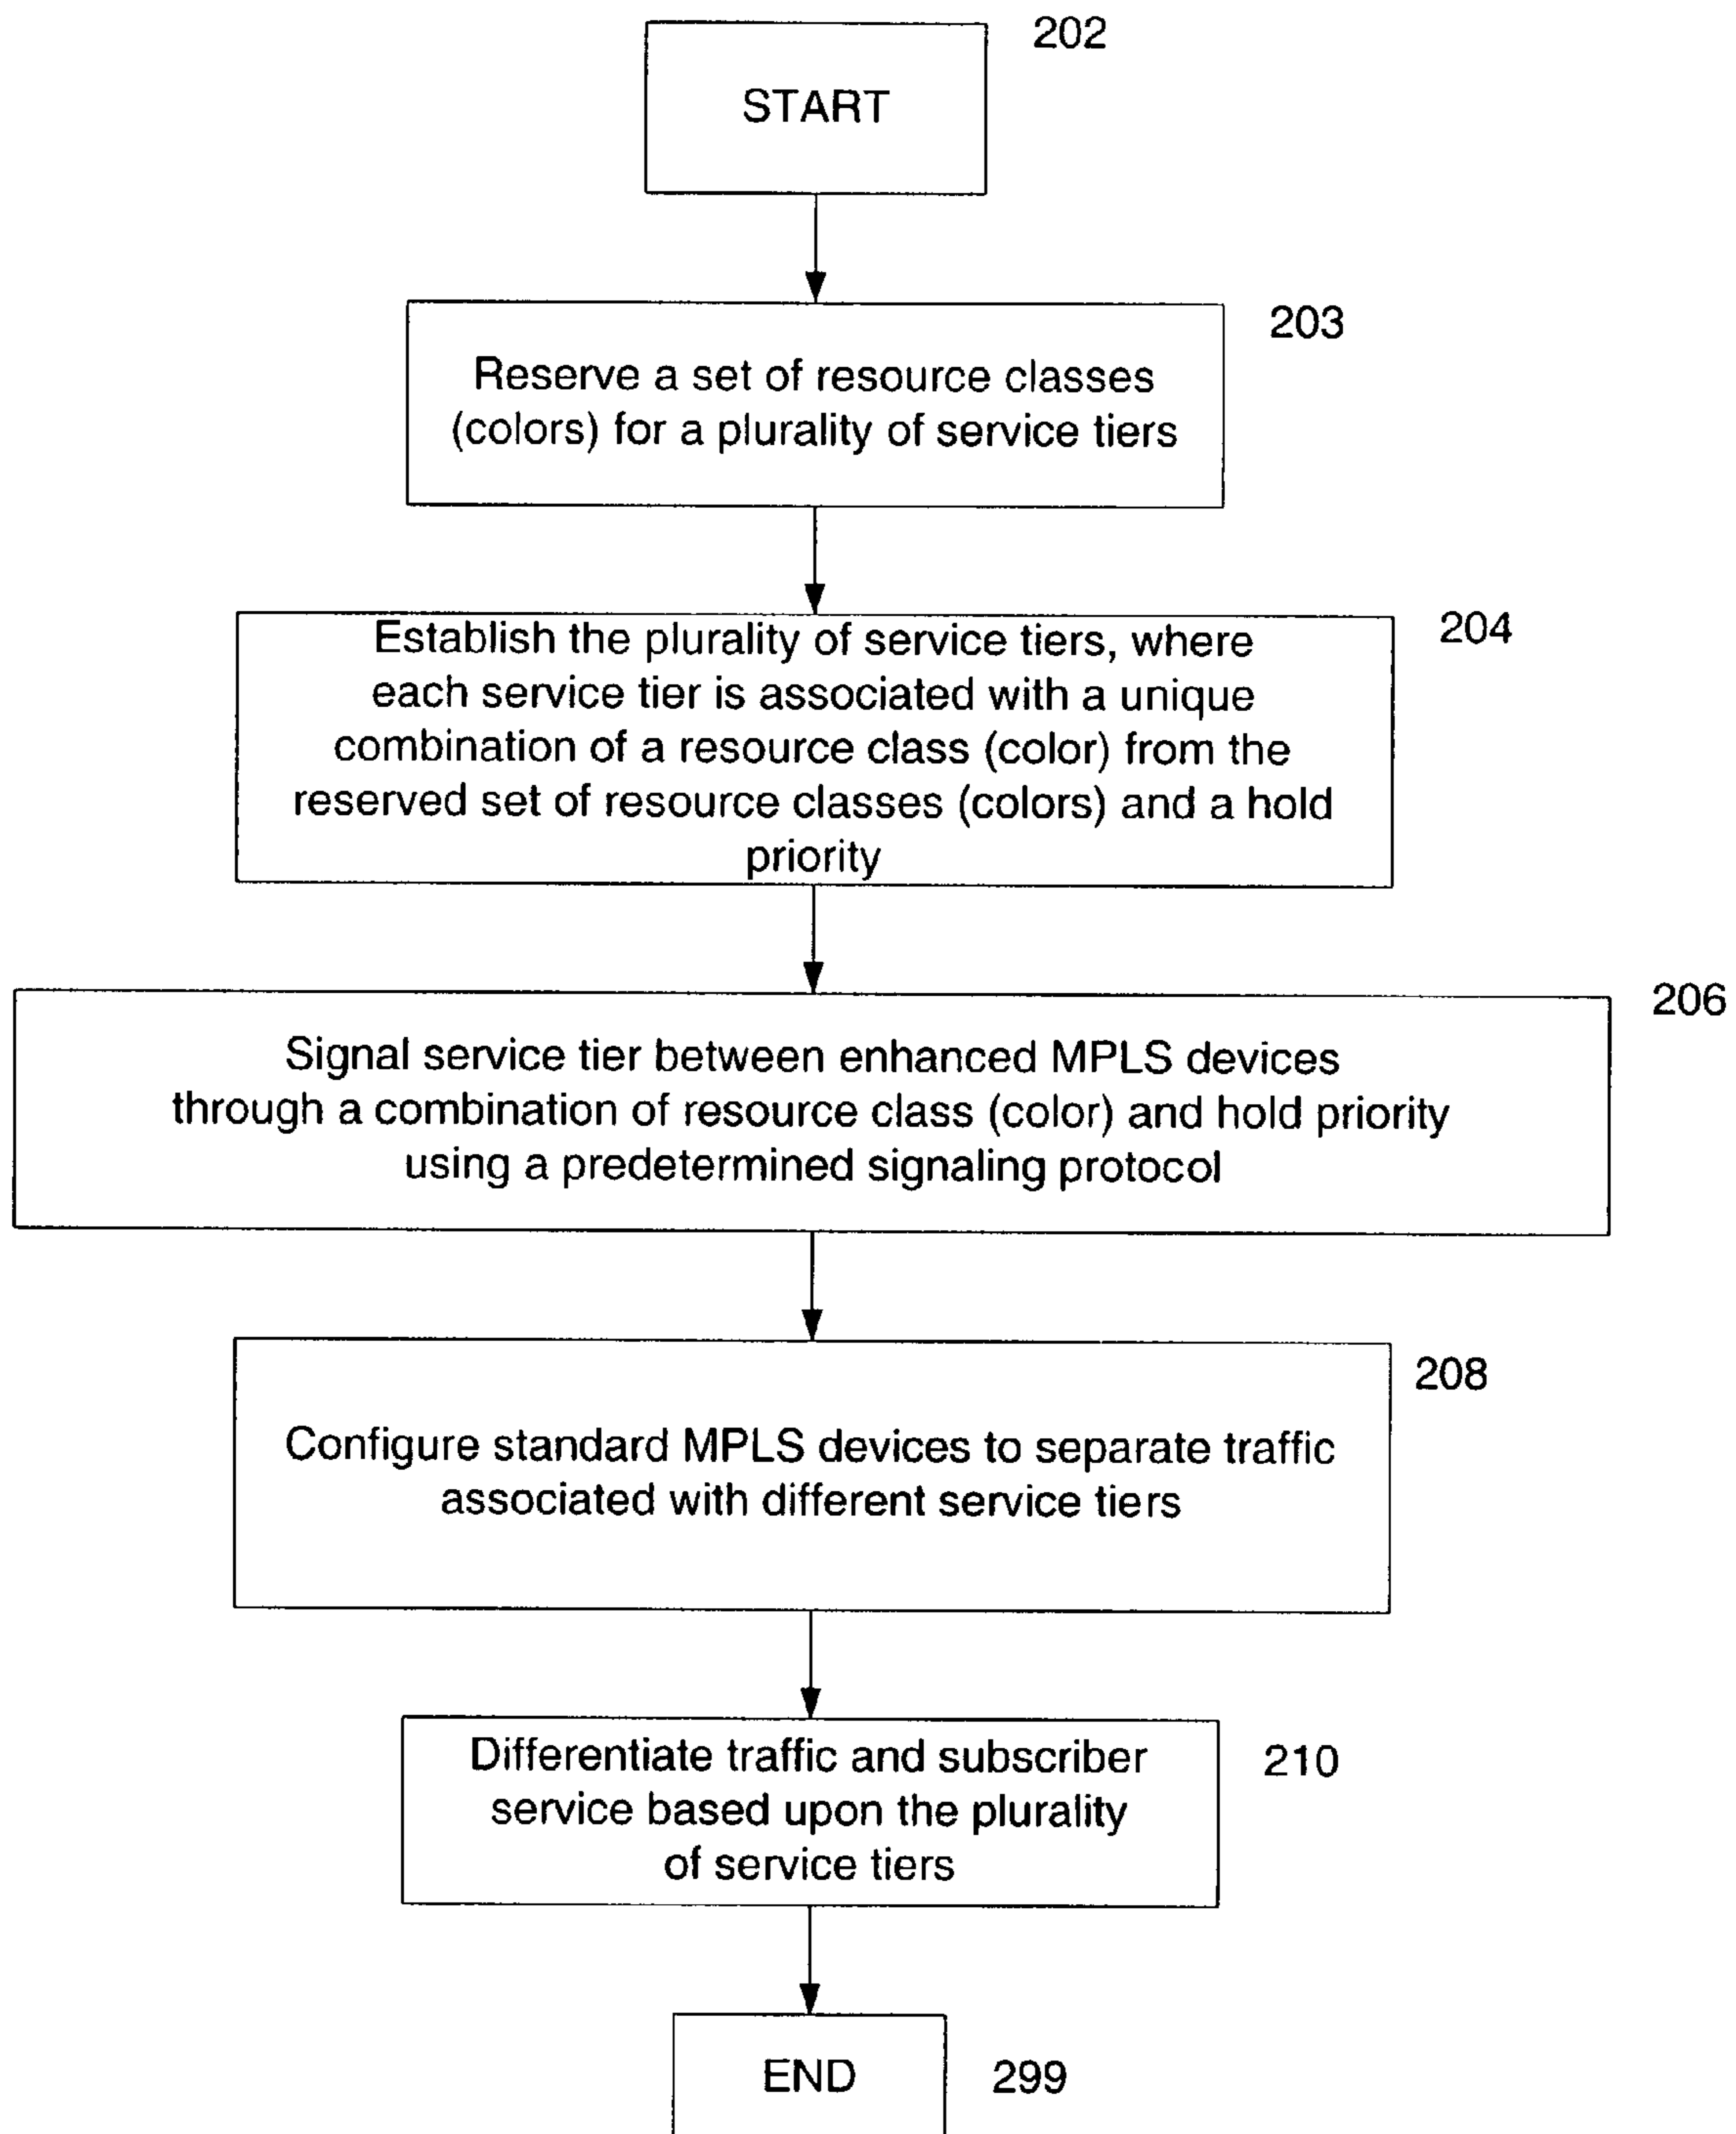 202
START
203
Reserve a set of resource classes
(colors) for a plurality of service tiers
204
Establish the plurality of service tiers, where
each service tier is associated with a unique
combination of a resource class (color) from the
reserved set of resource classes (colors) and a hold
priority
206
Signal service tier between enhanced MPLS devices
through a combination of resource class (color) and hold priority
using a predetermined signaling protocol
208
Configure standard MPLS devices to separate traffic
associated with different service tiers
210
Differentiate traffic and subscriber
service based upon the plurality
of service tiers
END
299